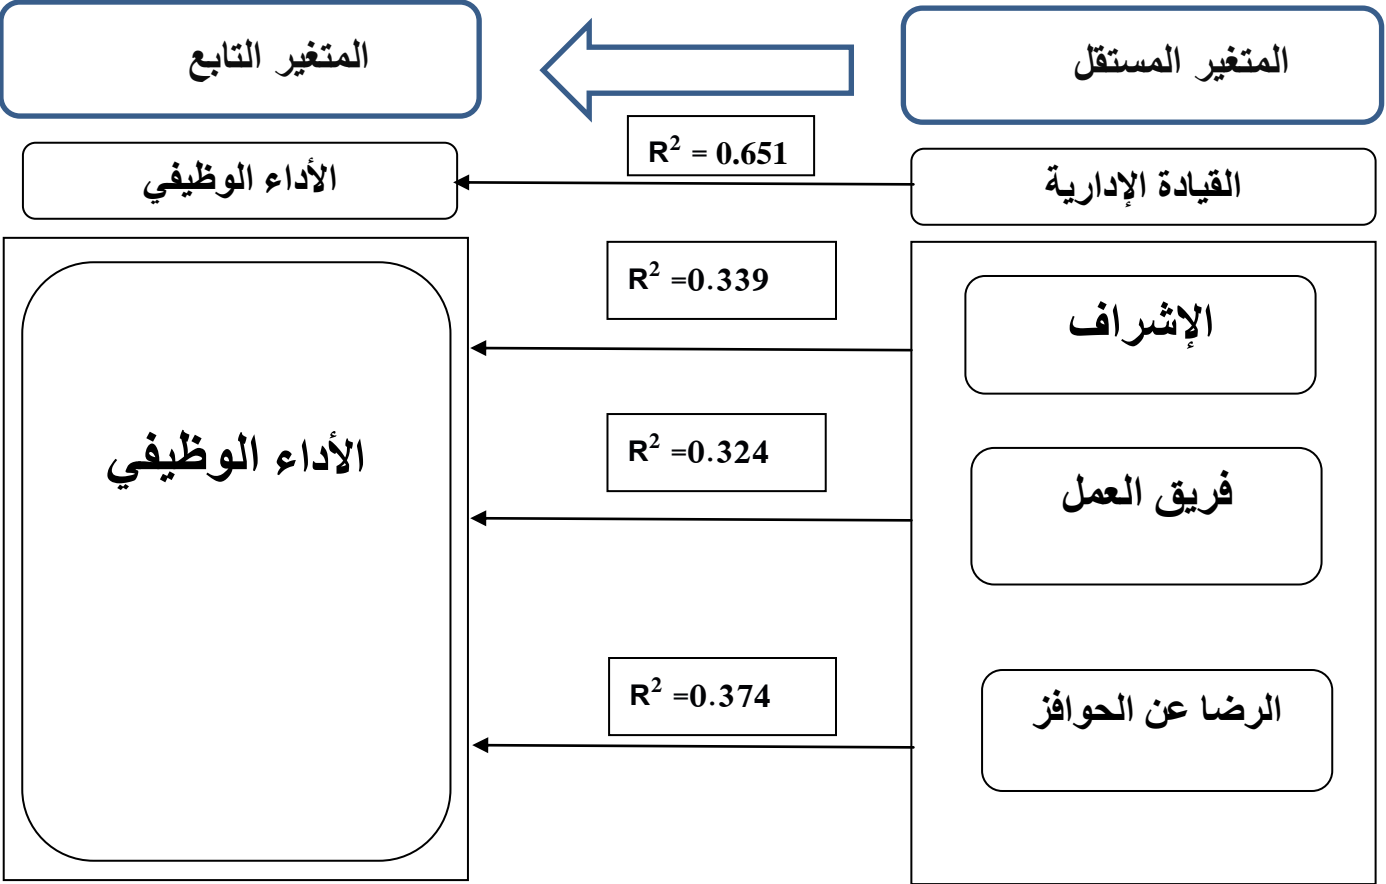 المتغير المستقل
المتغير التابع
R² = 0.651
القيادة الإدارية
الأداء الوظيفي
R² =0.339
الإشراف
R² =0.324
فريق العمل
الأداء الوظيفي
R² =0.374
الرضا عن الحوافز